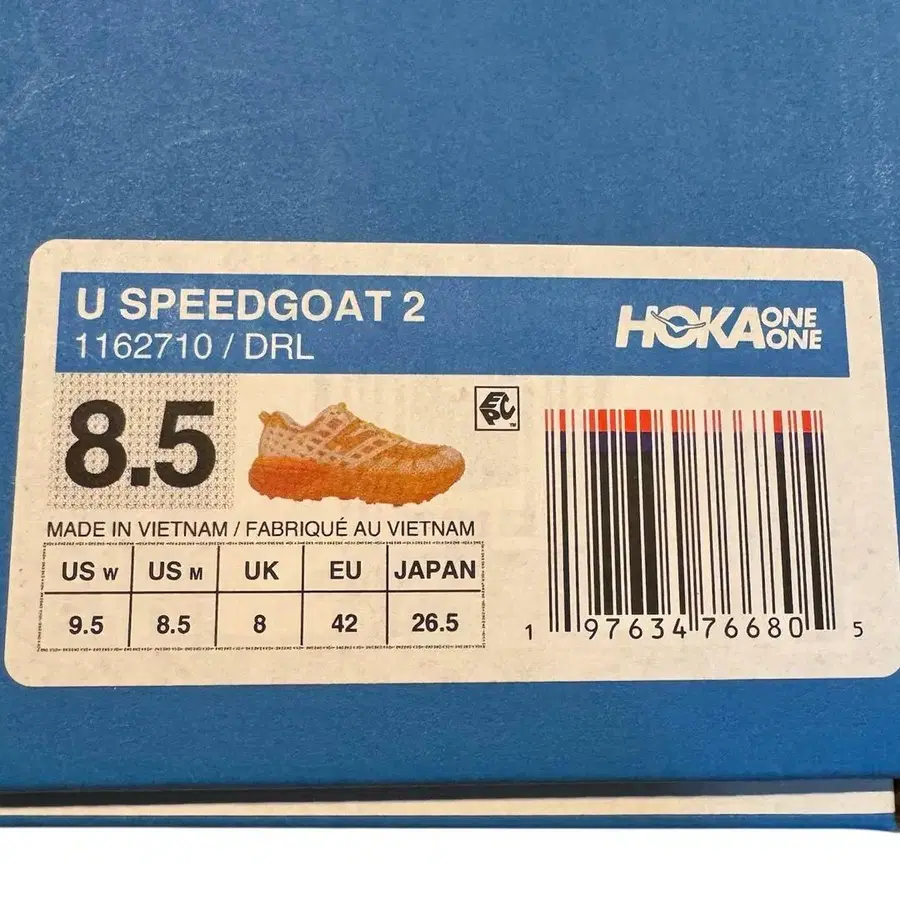 U SPEEDGOAT 2
1162710 / DRL
HOKA ONE ONE
8.5
EPC™
MADE IN VIETNAM / FABRIQUÉ AU VIETNAM
US W US M UK EU JAPAN
9.5 8.5 8 42 26.5
1 97634 76680 5